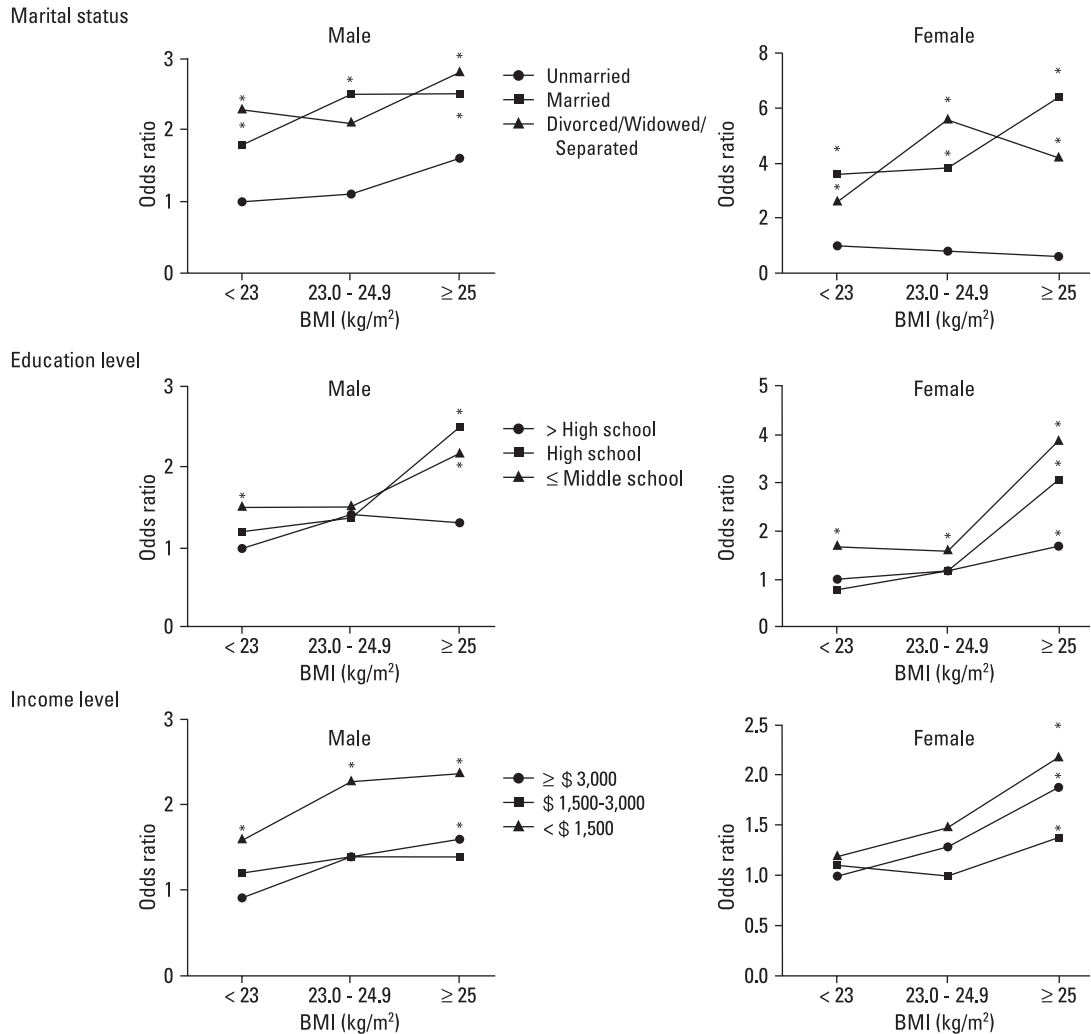 Marital status
Male
3
2
1
0
Odds ratio
*
*
*
*
*
< 23
23.0 - 24.9
≥ 25
BMI (kg/m²)
Unmarried
Married
Divorced/Widowed/
Separated
Female
8
6
4
2
0
Odds ratio
*
*
*
*
*
*
< 23
23.0 - 24.9
≥ 25
BMI (kg/m²)
Education level
Male
3
2
1
0
Odds ratio
*
*
*
< 23
23.0 - 24.9
≥ 25
BMI (kg/m²)
> High school
High school
≤ Middle school
Female
5
4
3
2
1
0
Odds ratio
*
*
*
*
*
< 23
23.0 - 24.9
≥ 25
BMI (kg/m²)
Income level
Male
3
2
1
0
Odds ratio
*
*
*
*
< 23
23.0 - 24.9
≥ 25
BMI (kg/m²)
≥ $ 3,000
$ 1,500-3,000
< $ 1,500
Female
2.5
2.0
1.5
1.0
0.5
0.0
Odds ratio
*
*
*
< 23
23.0 - 24.9
≥ 25
BMI (kg/m²)